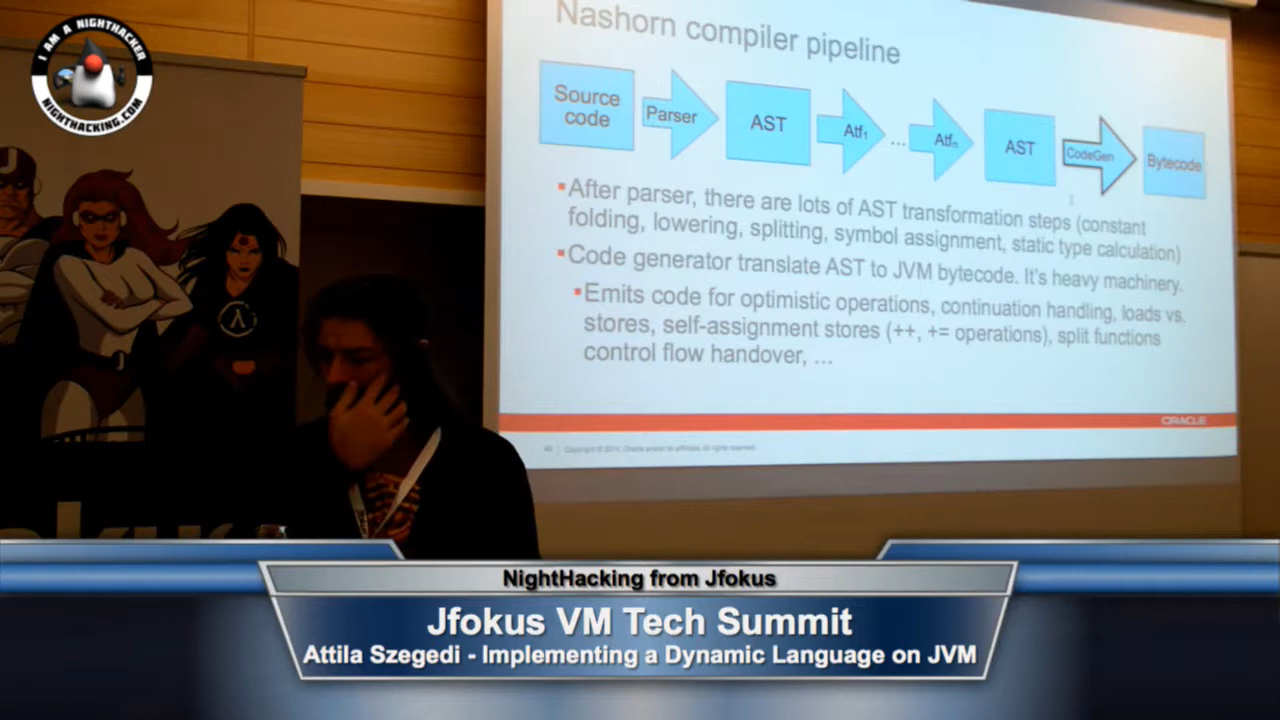 I AM A NIGHTHACKER
NIGHTHACKING.COM
Nashorn compiler pipeline
Source
code
Parser
AST
Atf1
...
Atfn
AST
CodeGen
Bytecode
▪After parser, there are lots of AST transformation steps (constant
folding, lowering, splitting, symbol assignment, static type calculation)
▪Code generator translate AST to JVM bytecode. It's heavy machinery.
▪Emits code for optimistic operations, continuation handling, loads vs.
stores, self-assignment stores (++, += operations), split functions
control flow handover, ...
ORACLE
λ
NightHacking from Jfokus
Jfokus VM Tech Summit
Attila Szegedi - Implementing a Dynamic Language on JVM